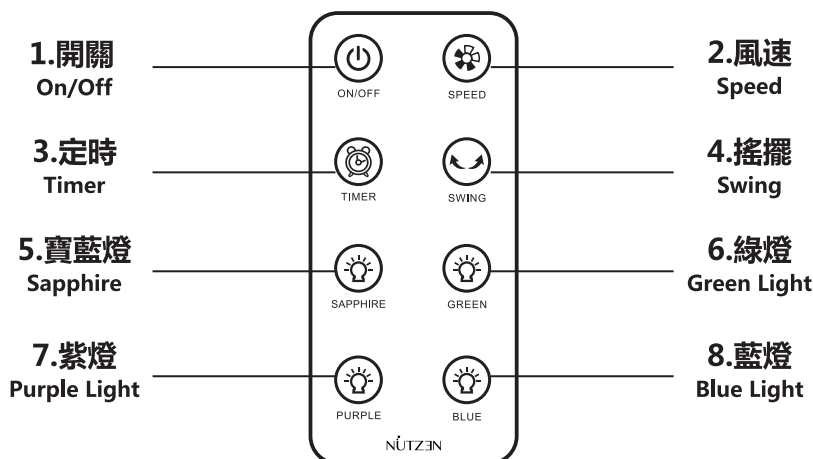 1.開關
On/Off
ON/OFF
SPEED
2.風速
Speed
3.定時
Timer
TIMER
SWING
4.搖擺
Swing
5.寶藍燈
Sapphire
SAPPHIRE
GREEN
6.綠燈
Green Light
7.紫燈
Purple Light
PURPLE
BLUE
8.藍燈
Blue Light
NÚTZEN